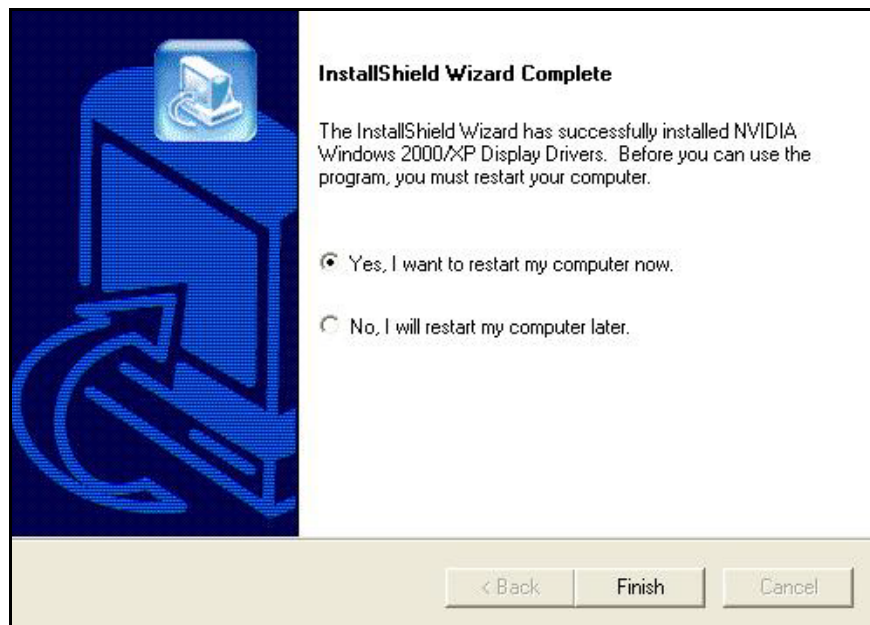 InstallShield Wizard Complete
The InstallShield Wizard has successfully installed NVIDIA
Windows 2000/XP Display Drivers.  Before you can use the
program, you must restart your computer.
Yes, I want to restart my computer now.
No, I will restart my computer later.
< Back
Finish
Cancel